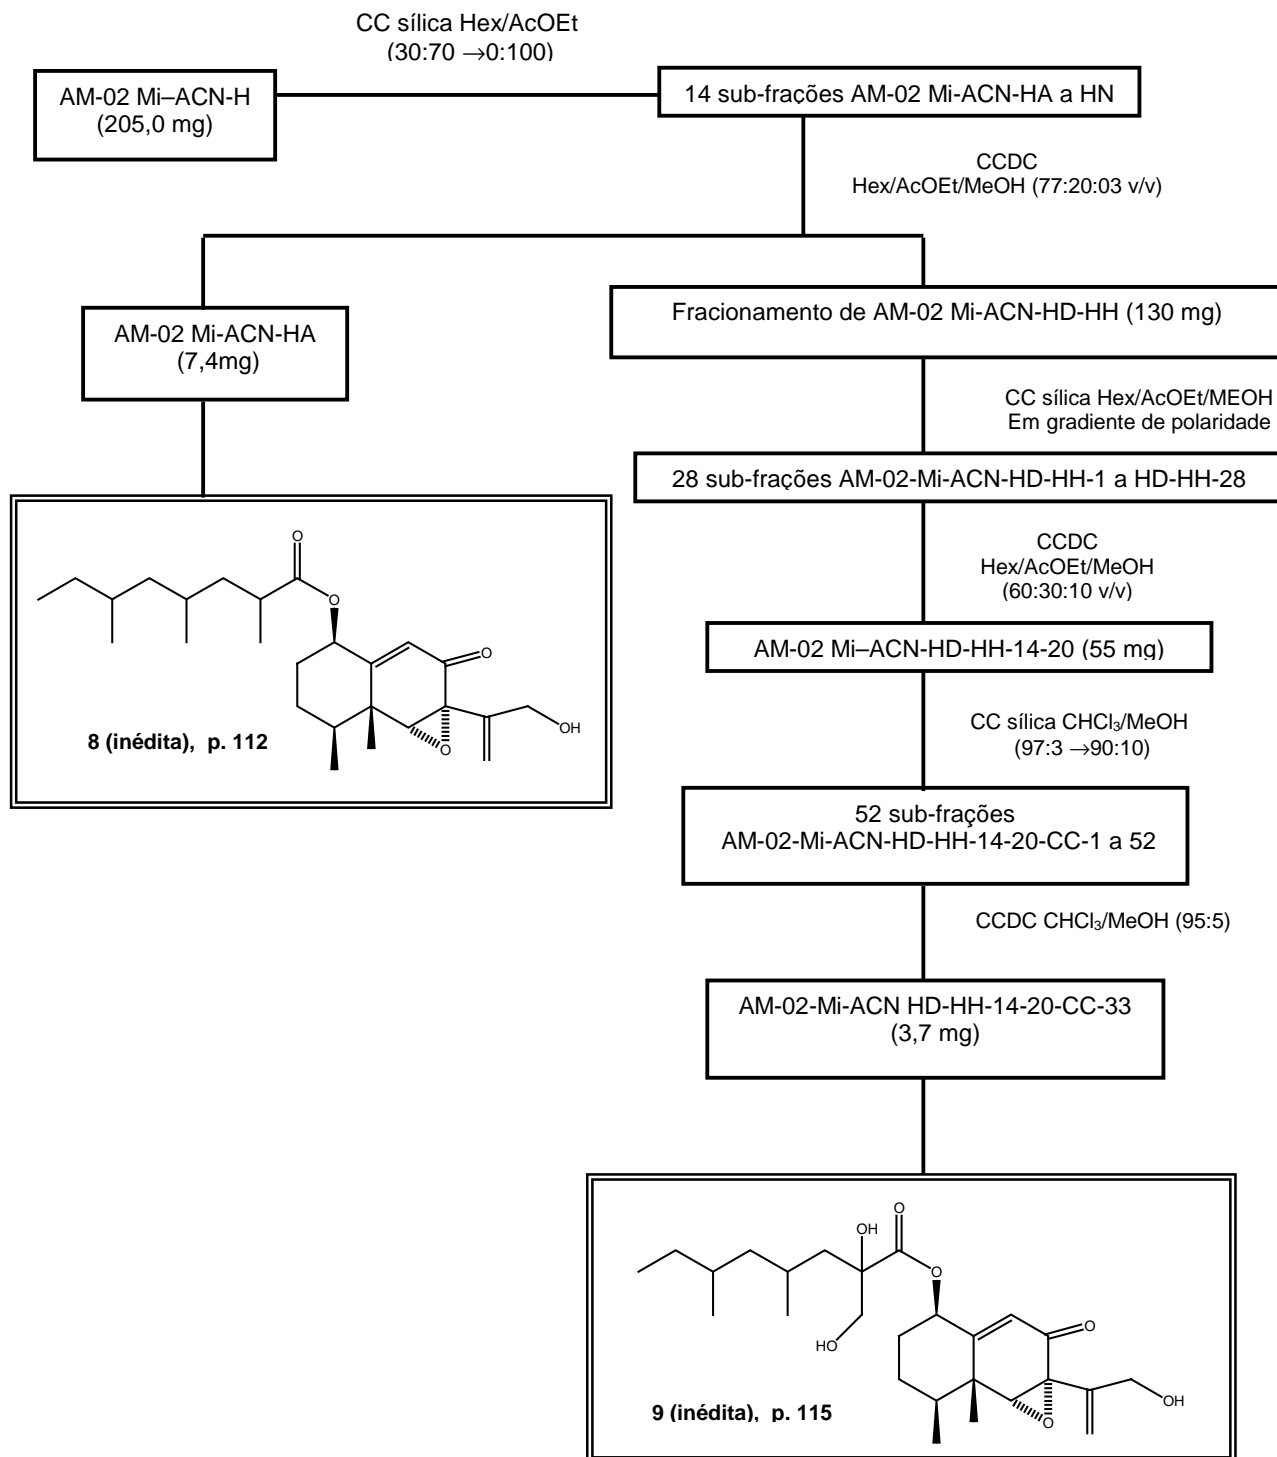 CC sílica Hex/AcOEt
(30:70 →0:100)
AM-02 Mi–ACN-H
(205,0 mg)
14 sub-frações AM-02 Mi-ACN-HA a HN
CCDC
Hex/AcOEt/MeOH (77:20:03 v/v)
AM-02 Mi-ACN-HA
(7,4mg)
Fracionamento de AM-02 Mi-ACN-HD-HH (130 mg)
CC sílica Hex/AcOEt/MEOH
Em gradiente de polaridade
28 sub-frações AM-02-Mi-ACN-HD-HH-1 a HD-HH-28
O
O
O
OH
O
8 (inédita), p. 112
CCDC
Hex/AcOEt/MeOH
(60:30:10 v/v)
AM-02 Mi–ACN-HD-HH-14-20 (55 mg)
CC sílica CHCl₃/MeOH
(97:3 →90:10)
52 sub-frações
AM-02-Mi-ACN-HD-HH-14-20-CC-1 a 52
CCDC CHCl₃/MeOH (95:5)
AM-02-Mi-ACN HD-HH-14-20-CC-33
(3,7 mg)
O
OH
O
O
HO
OH
O
9 (inédita), p. 115